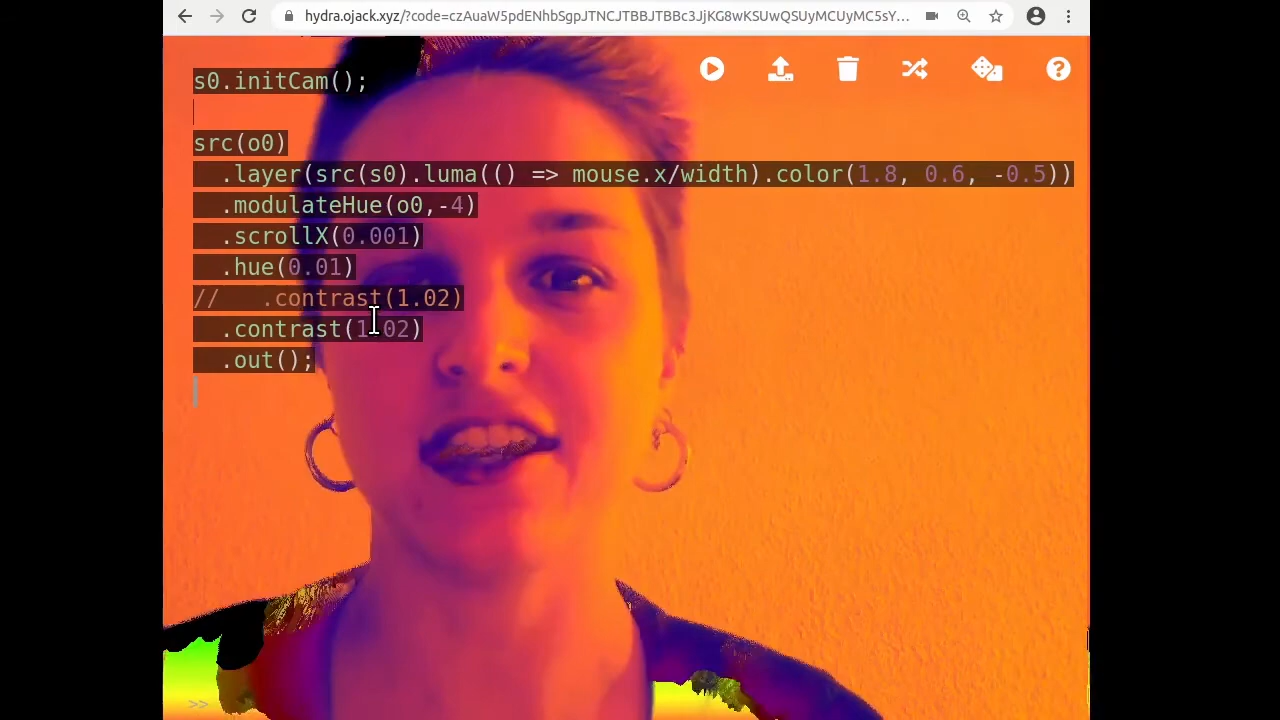 hydra.ojack.xyz/?code=czAuaW5pdENhbSgpJTNCJTBBJTBBc3JjKG8wKSUwQSUyMCUyMC5sY...
s0.initCam();
src(o0)
  .layer(src(s0).luma(() => mouse.x/width).color(1.8, 0.6, -0.5))
  .modulateHue(o0,-4)
  .scrollX(0.001)
  .hue(0.01)
//   .contrast(1.02)
  .contrast(1.02)
  .out();
>>